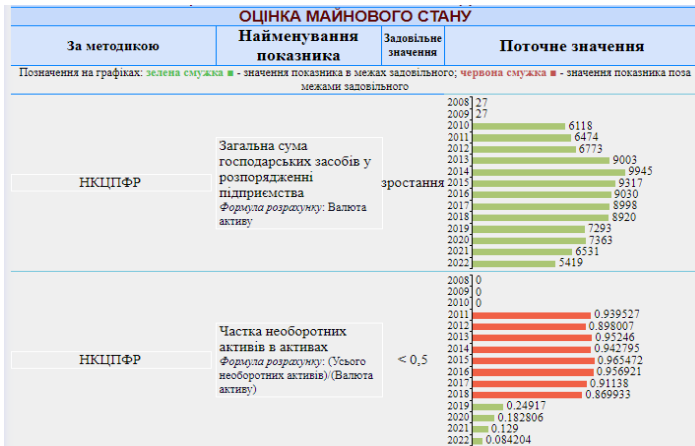 ОЦІНКА МАЙНОВОГО СТАНУ
За методикою
Найменування
показника
Задовільне
значення
Поточне значення
Позначення на графіках: зелена смужка ■ - значення показника в межах задовільного; червона смужка ■ - значення показника поза
межами задовільного
НКЦПФР
Загальна сума
господарських засобів у
розпорядженні
підприємства
Формула розрахунку: Валюта
активу
зростання
2008 27
2009 27
2010 6118
2011 6474
2012 6773
2013 9003
2014 9945
2015 9317
2016 9030
2017 8998
2018 8920
2019 7293
2020 7363
2021 6531
2022 5419
НКЦПФР
Частка необоротних
активів в активах
Формула розрахунку: (Усього
необоротних активів)/(Валюта
активу)
< 0,5
2008 0
2009 0
2010 0
2011 0.939527
2012 0.898007
2013 0.95246
2014 0.942795
2015 0.965472
2016 0.956921
2017 0.91138
2018 0.869933
2019 0.24917
2020 0.182806
2021 0.129
2022 0.084204